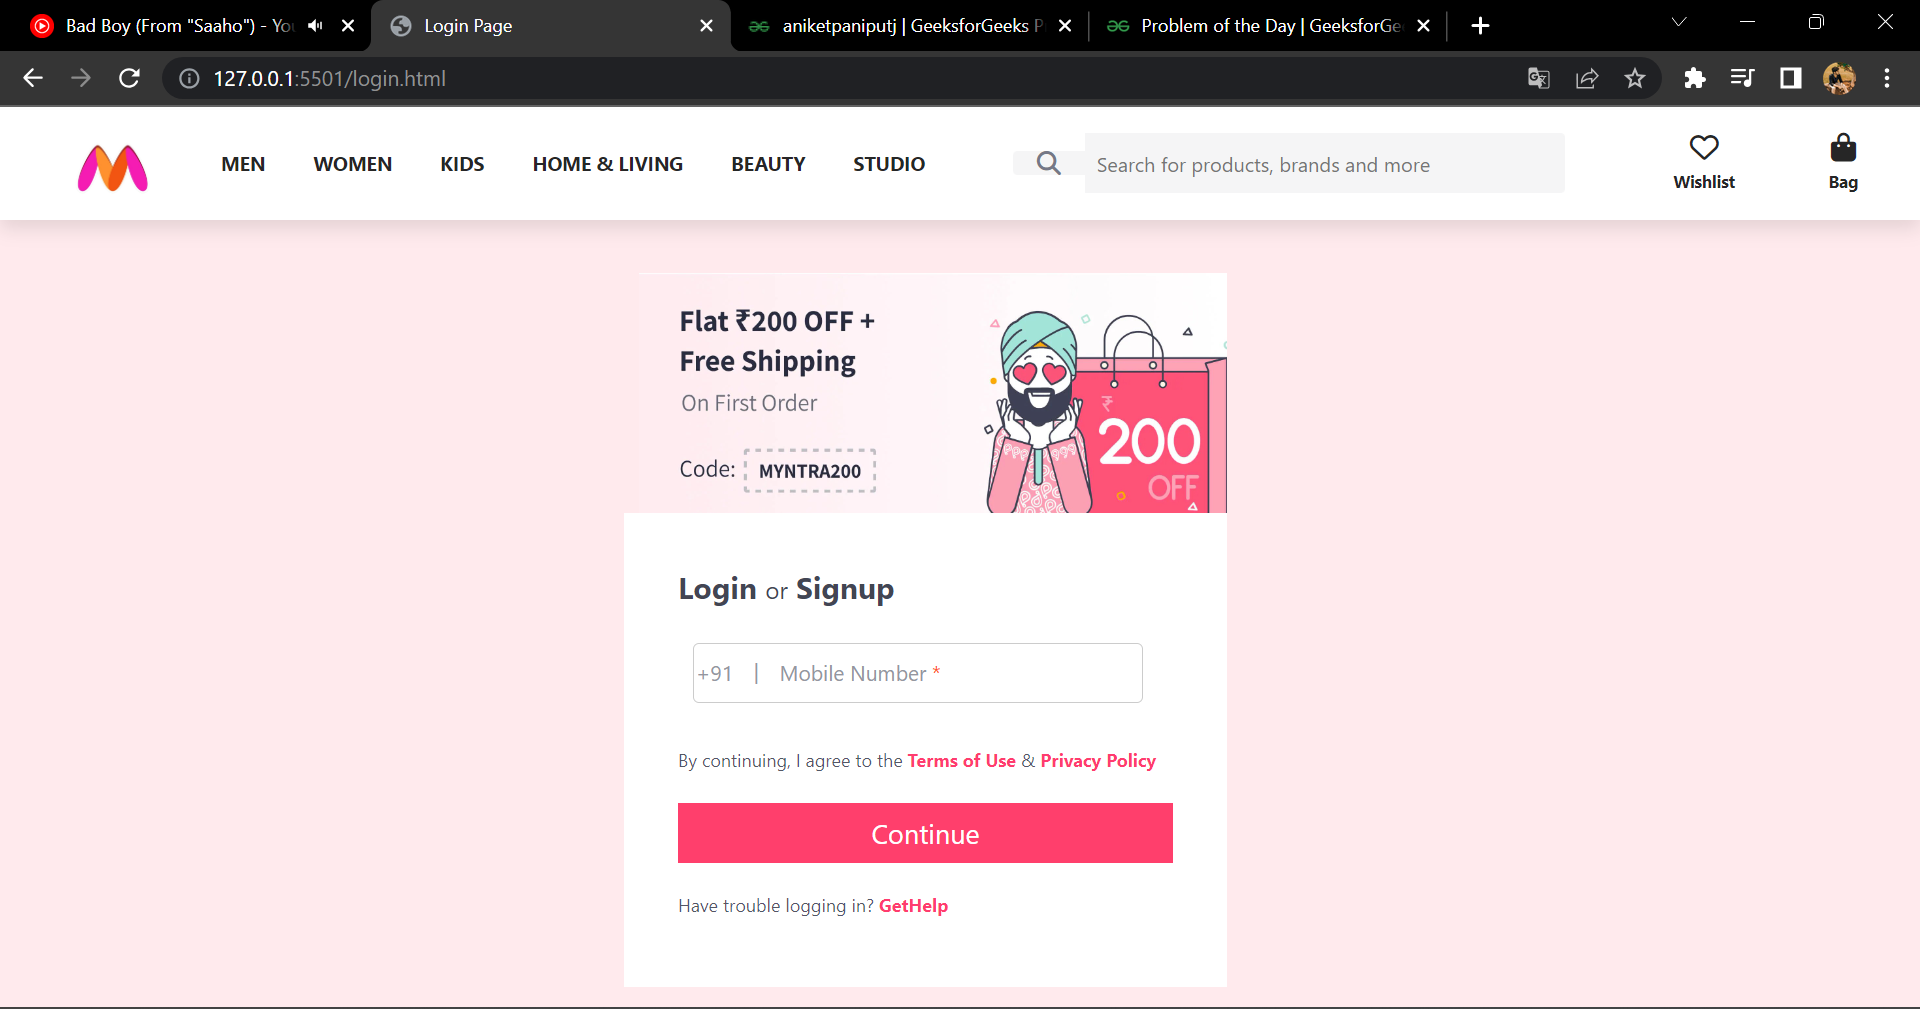 Bad Boy (From "Saaho") - Yo
Login Page
aniketpaniputj | GeeksforGeeks P
Problem of the Day | GeeksforGe
127.0.0.1:5501/login.html
MEN
WOMEN
KIDS
HOME & LIVING
BEAUTY
STUDIO
Search for products, brands and more
Wishlist
Bag
Flat ₹200 OFF +
Free Shipping
On First Order
Code: MYNTRA200
₹
200
OFF
Login or Signup
+91 | Mobile Number *
By continuing, I agree to the Terms of Use & Privacy Policy
Continue
Have trouble logging in? GetHelp